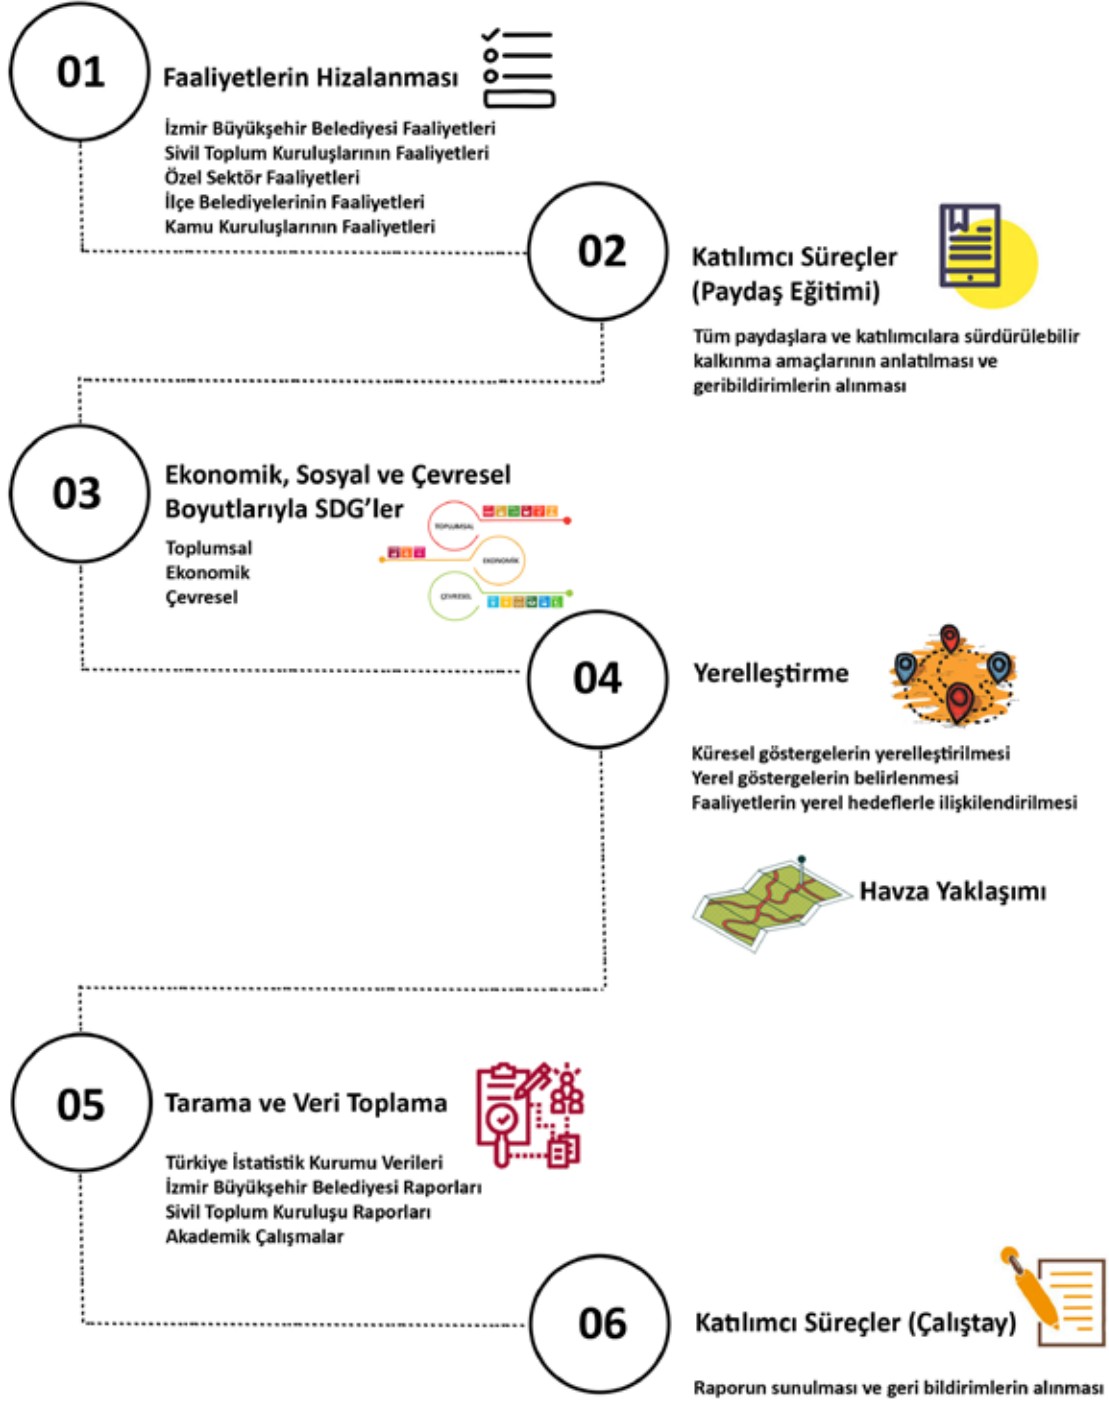 01
Faaliyetlerin Hizalanması
İzmir Büyükşehir Belediyesi Faaliyetleri
Sivil Toplum Kuruluşlarının Faaliyetleri
Özel Sektör Faaliyetleri
İlçe Belediyelerinin Faaliyetleri
Kamu Kuruluşlarının Faaliyetleri
02
Katılımcı Süreçler
(Paydaş Eğitimi)
Tüm paydaşlara ve katılımcılara sürdürülebilir
kalkınma amaçlarının anlatılması ve
geribildirimlerin alınması
03
Ekonomik, Sosyal ve Çevresel
Boyutlarıyla SDG'ler
Toplumsal
Ekonomik
Çevresel
TOPLUMSAL
EKONOMİK
ÇEVRESEL
04
Yerelleştirme
Küresel göstergelerin yerelleştirilmesi
Yerel göstergelerin belirlenmesi
Faaliyetlerin yerel hedeflerle ilişkilendirilmesi
Havza Yaklaşımı
05
Tarama ve Veri Toplama
Türkiye İstatistik Kurumu Verileri
İzmir Büyükşehir Belediyesi Raporları
Sivil Toplum Kuruluşu Raporları
Akademik Çalışmalar
06
Katılımcı Süreçler (Çalıştay)
Raporun sunulması ve geri bildirimlerin alınması